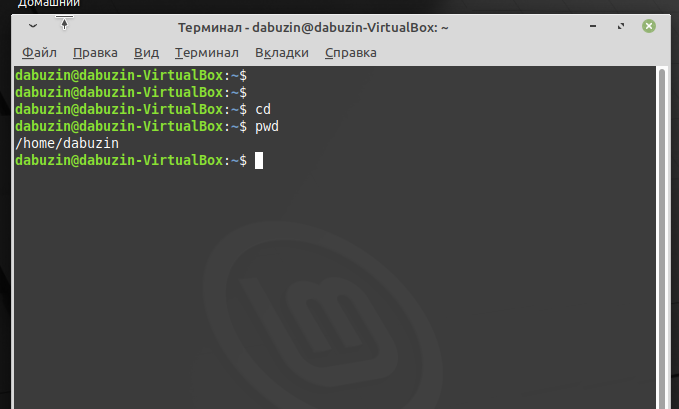 Домашний
Терминал - dabuzin@dabuzin-VirtualBox: ~
Файл Правка Вид Терминал Вкладки Справка
dabuzin@dabuzin-VirtualBox:~$
dabuzin@dabuzin-VirtualBox:~$
dabuzin@dabuzin-VirtualBox:~$ cd
dabuzin@dabuzin-VirtualBox:~$ pwd
/home/dabuzin
dabuzin@dabuzin-VirtualBox:~$